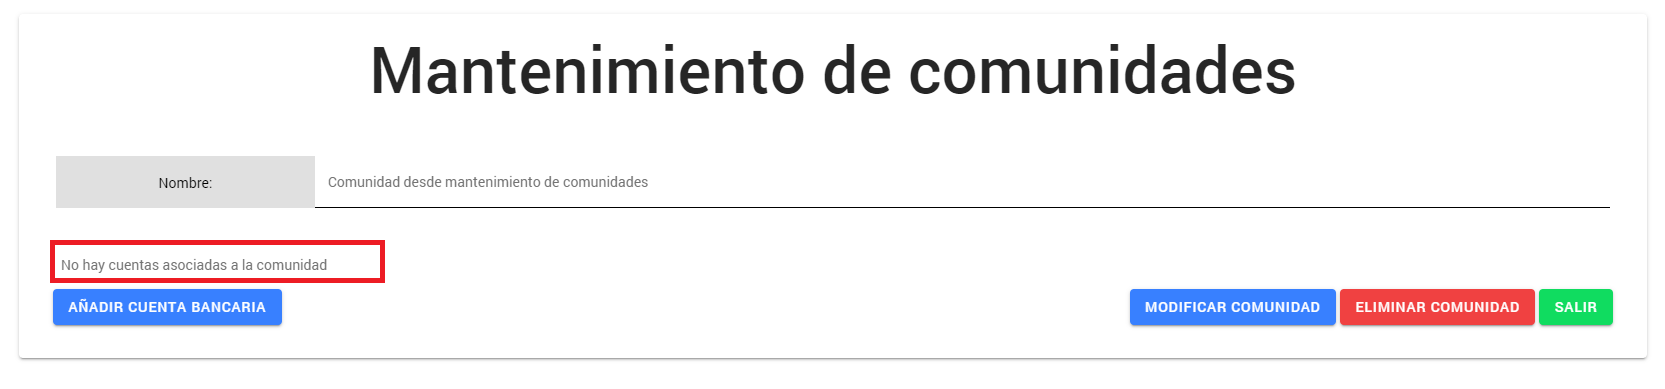 Mantenimiento de comunidades
Nombre: Comunidad desde mantenimiento de comunidades
No hay cuentas asociadas a la comunidad
AÑADIR CUENTA BANCARIA MODIFICAR COMUNIDAD ELIMINAR COMUNIDAD SALIR